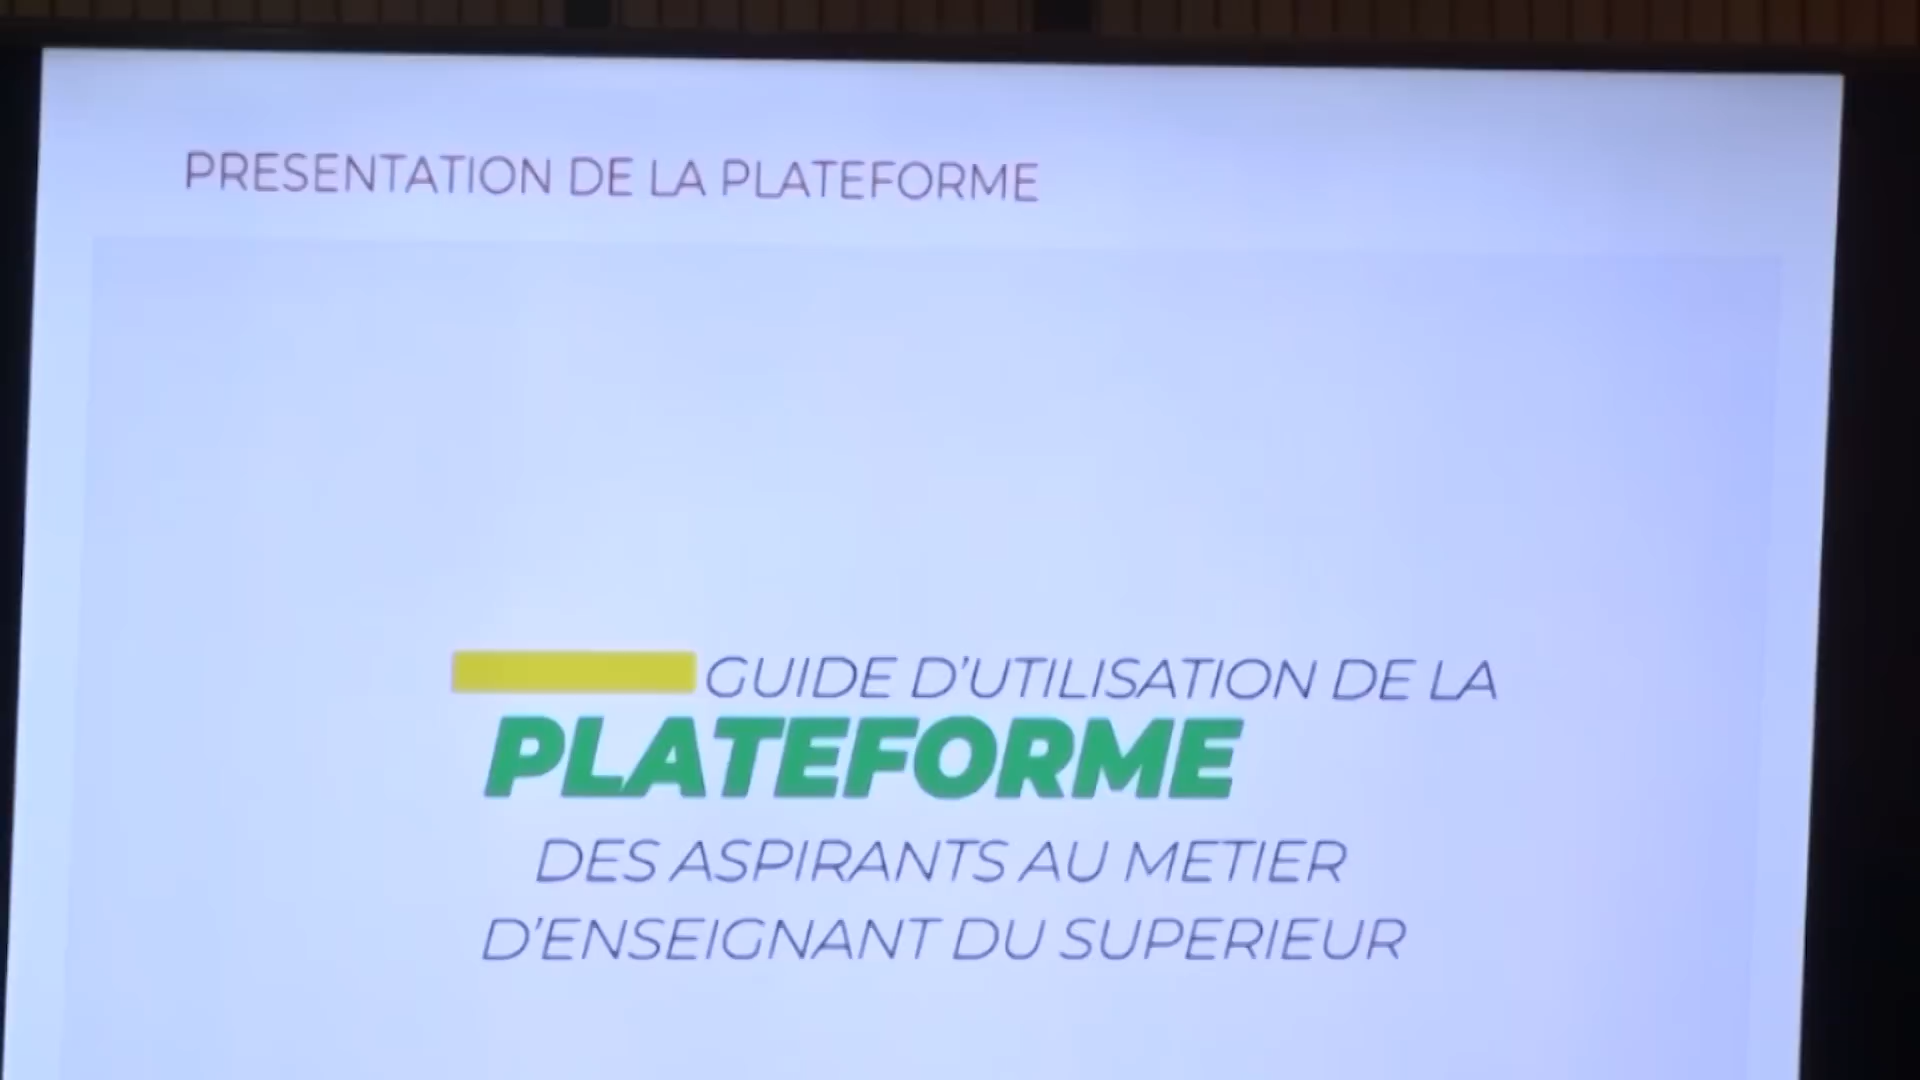 PRESENTATION DE LA PLATEFORME
GUIDE D'UTILISATION DE LA
PLATEFORME
DES ASPIRANTS AU METIER
D'ENSEIGNANT DU SUPERIEUR